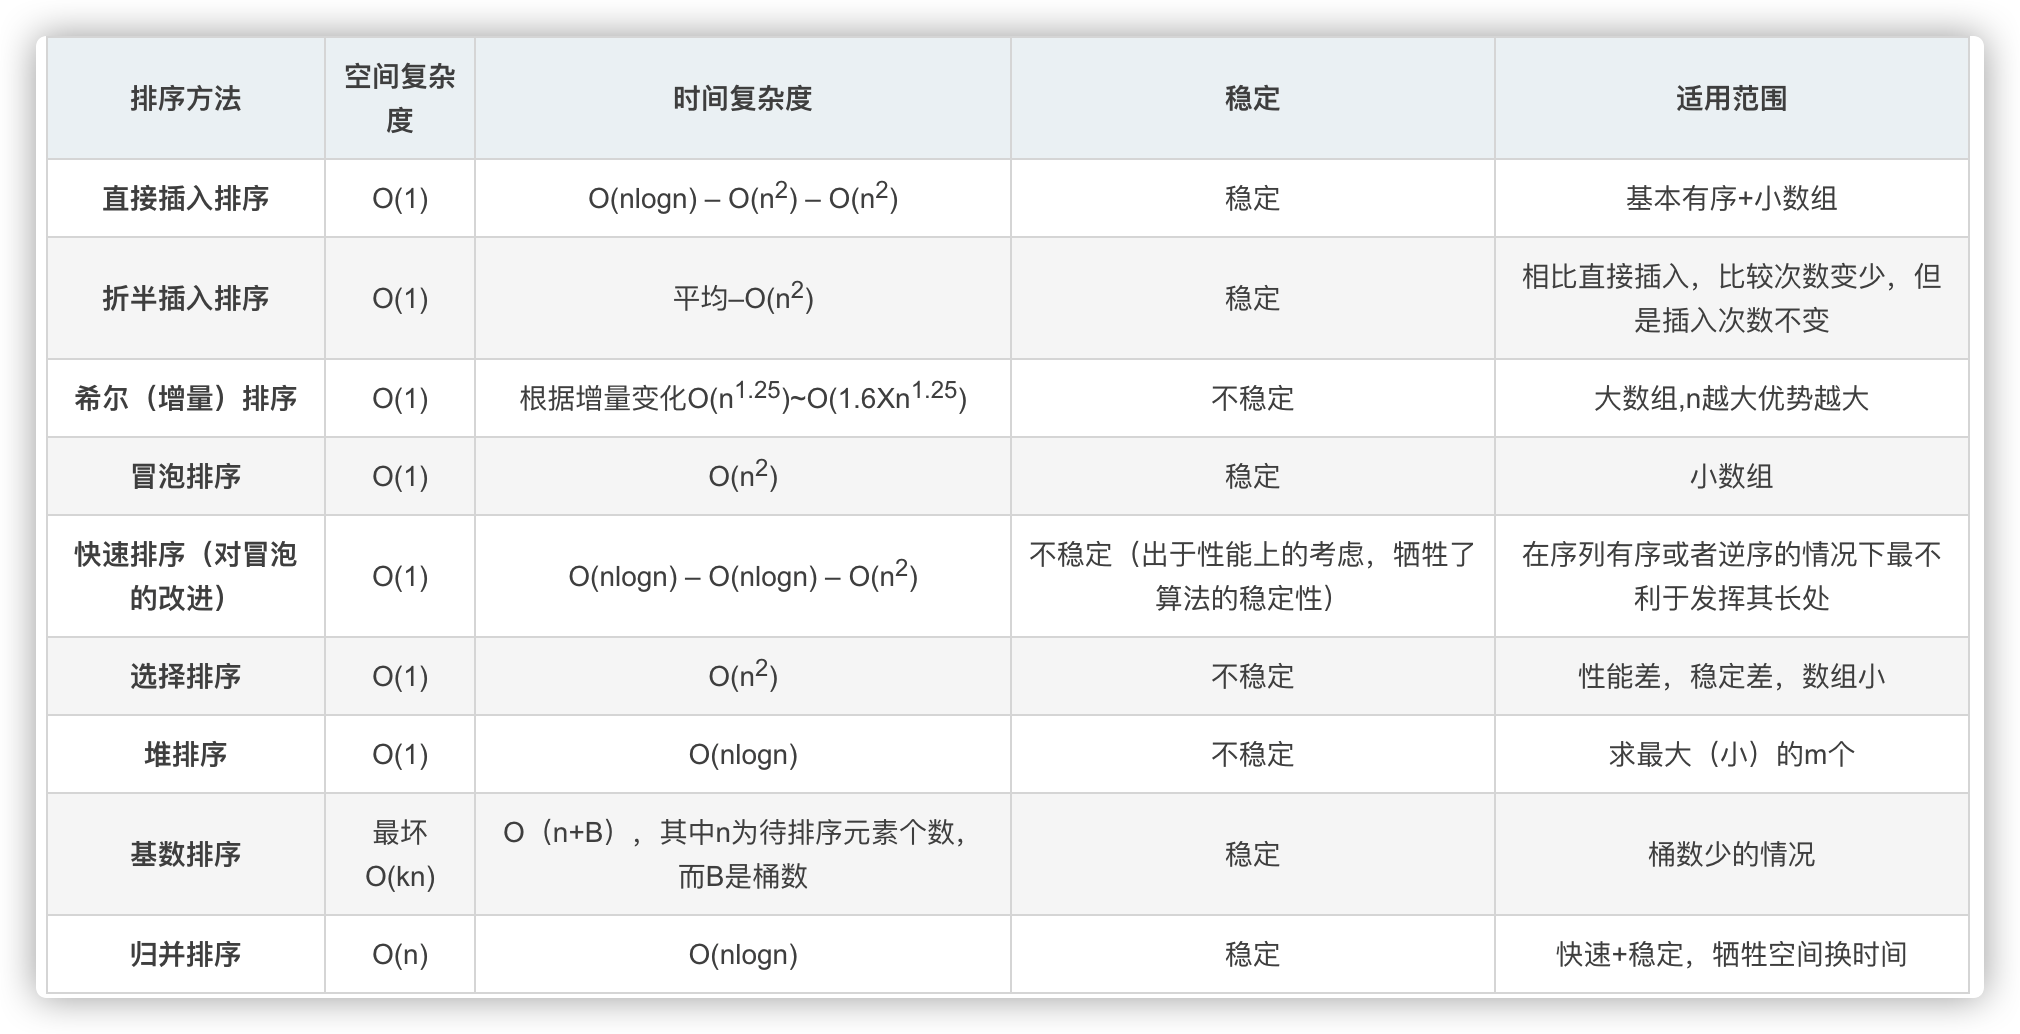 排序方法
空间复杂
度
时间复杂度
稳定
适用范围
直接插入排序
O(1)
O(nlogn) – O(n²) – O(n²)
稳定
基本有序+小数组
折半插入排序
O(1)
平均–O(n²)
稳定
相比直接插入，比较次数变少，但
是插入次数不变
希尔（增量）排序
O(1)
根据增量变化O(n^1.25)~O(1.6Xn^1.25)
不稳定
大数组,n越大优势越大
冒泡排序
O(1)
O(n²)
稳定
小数组
快速排序（对冒泡
的改进）
O(1)
O(nlogn) – O(nlogn) – O(n²)
不稳定（出于性能上的考虑，牺牲了
算法的稳定性）
在序列有序或者逆序的情况下最不
利于发挥其长处
选择排序
O(1)
O(n²)
不稳定
性能差，稳定差，数组小
堆排序
O(1)
O(nlogn)
不稳定
求最大（小）的m个
基数排序
最坏
O(kn)
O（n+B），其中n为待排序元素个数，
而B是桶数
稳定
桶数少的情况
归并排序
O(n)
O(nlogn)
稳定
快速+稳定，牺牲空间换时间